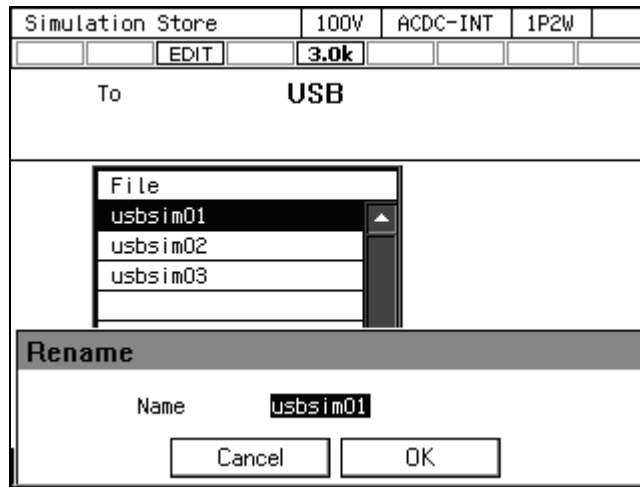 Simulation Store 100V ACDC-INT 1P2W
EDIT 3.0k
To USB
File
usbsim01
usbsim02
usbsim03
Rename
Name usbsim01
Cancel OK